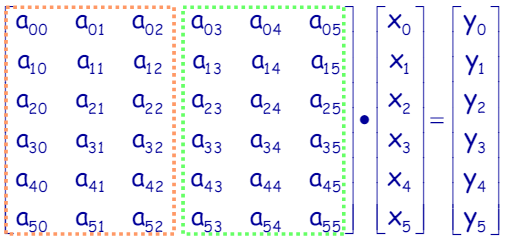 a00 a01 a02 a03 a04 a05 x0 y0
a10 a11 a12 a13 a14 a15 x1 y1
a20 a21 a22 a23 a24 a25 x2 y2
a30 a31 a32 a33 a34 a35 • x3 = y3
a40 a41 a42 a43 a44 a45 x4 y4
a50 a51 a52 a53 a54 a55 x5 y5